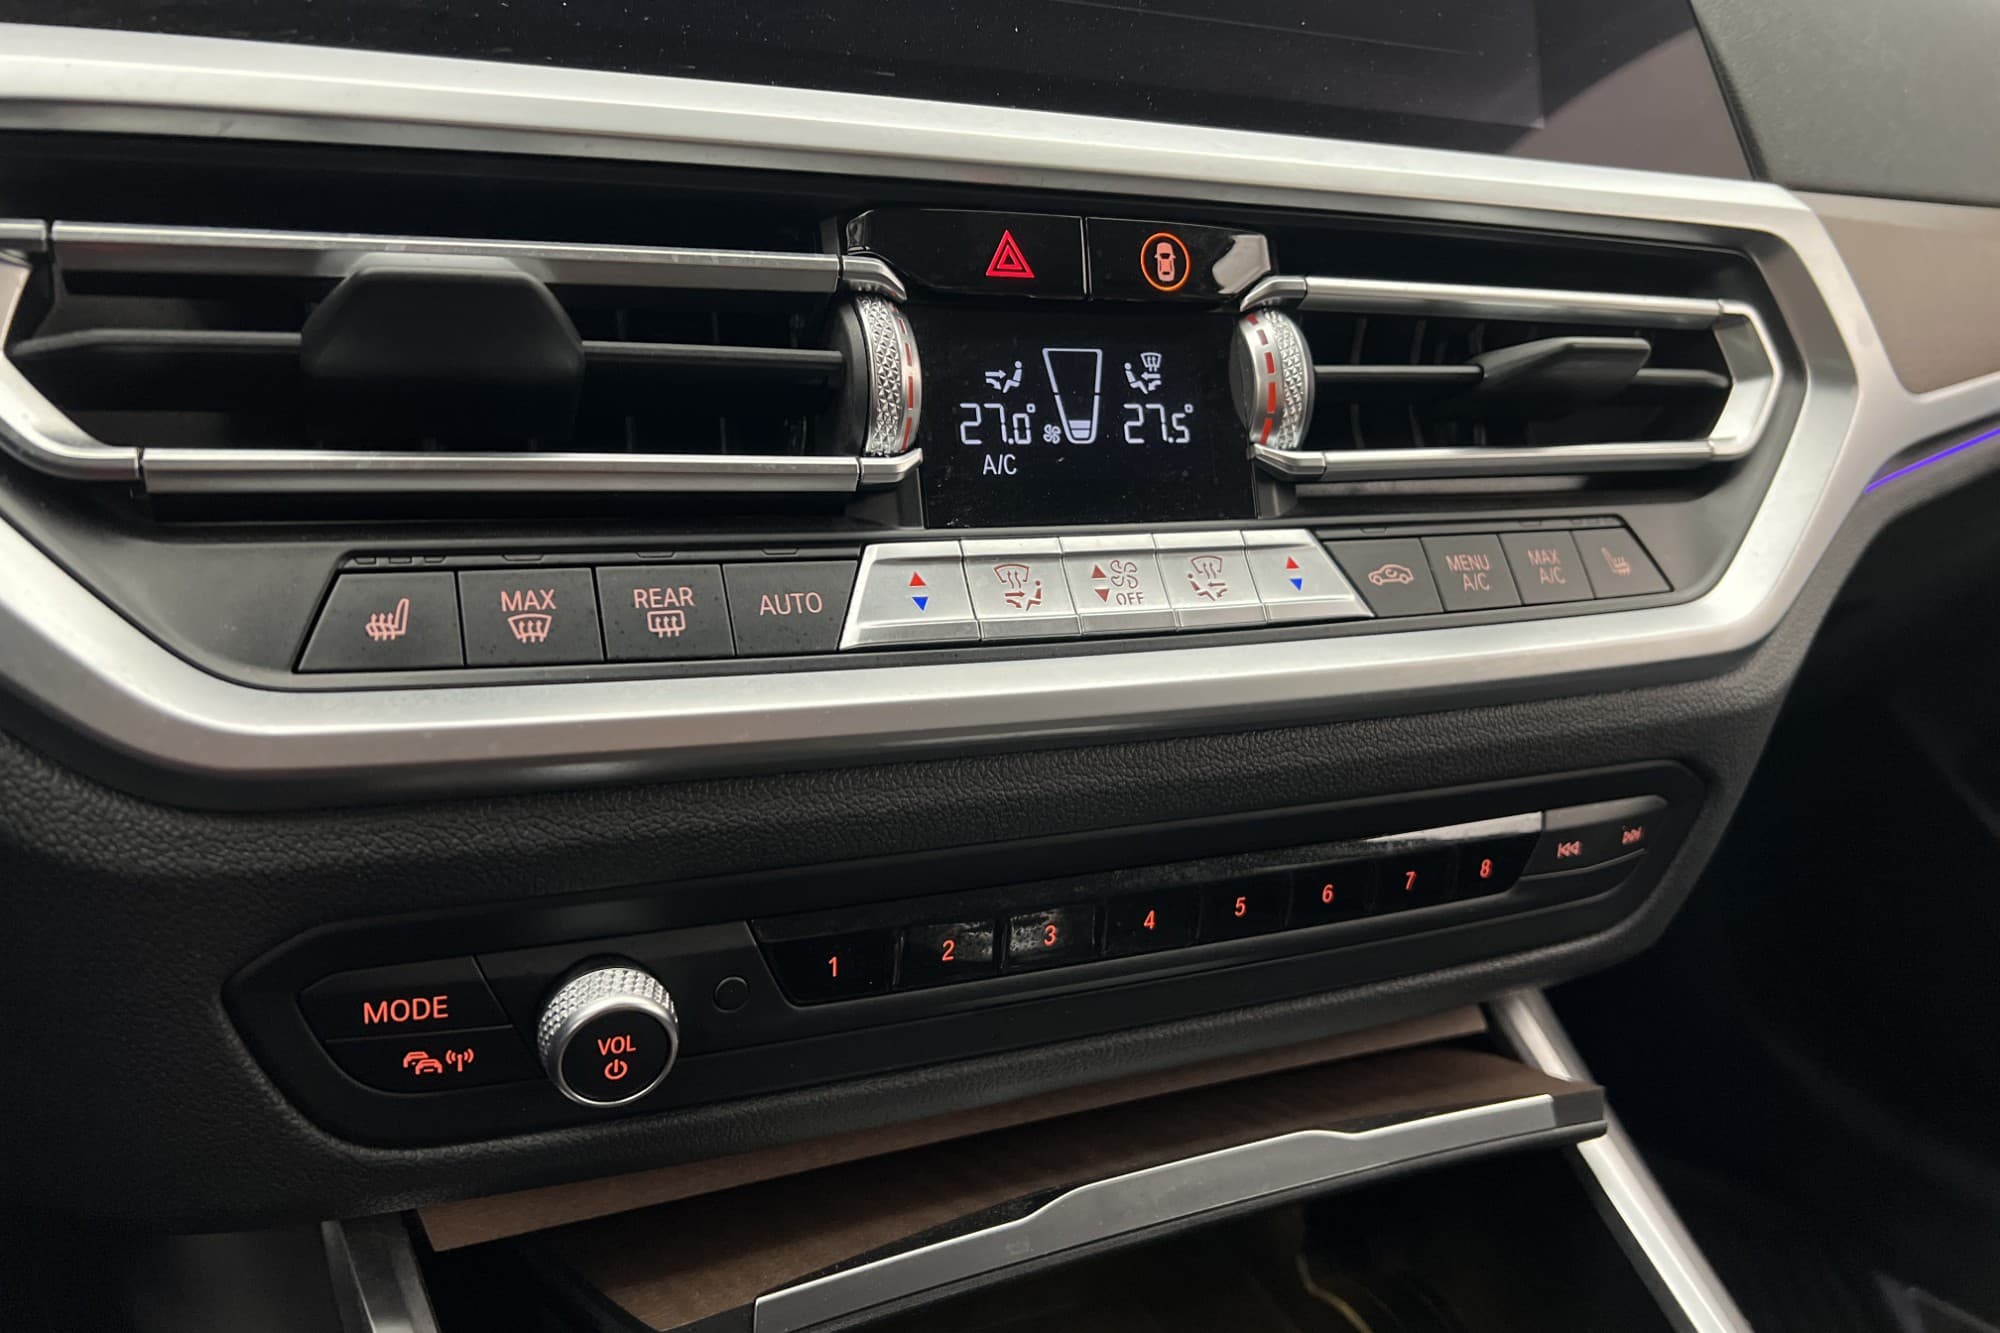 27.0°
27.5°
A/C
MAX
REAR
AUTO
OFF
MENU
A/C
MAX
A/C
1
2
3
4
5
6
7
8
MODE
VOL